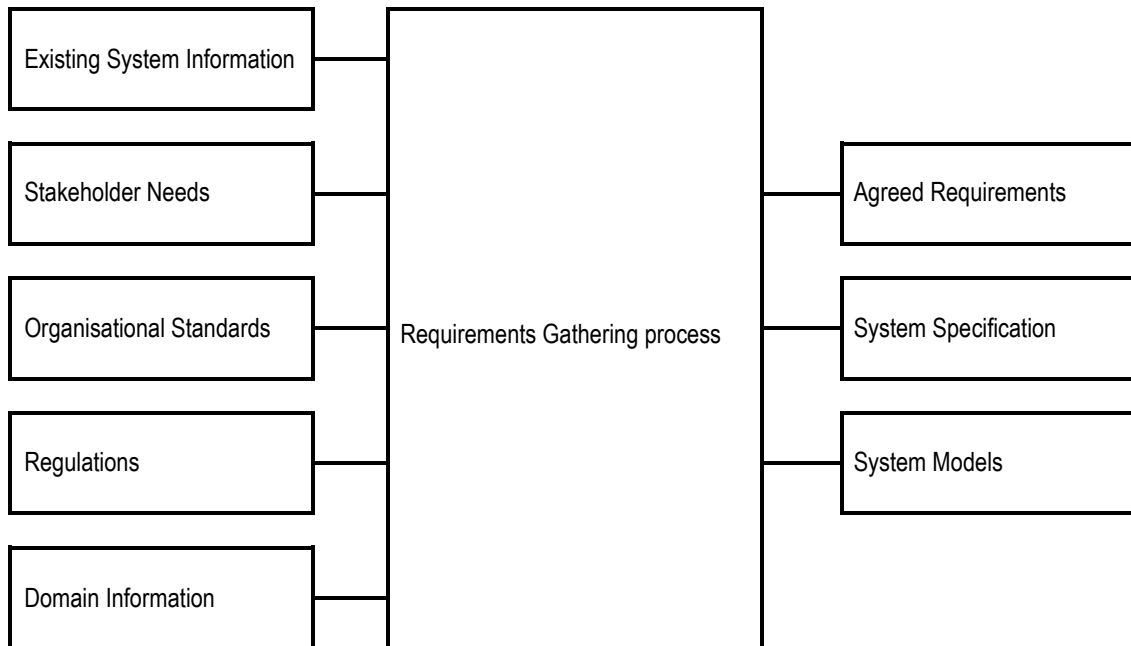 Existing System Information
Stakeholder Needs
Organisational Standards
Regulations
Domain Information
Requirements Gathering process
Agreed Requirements
System Specification
System Models